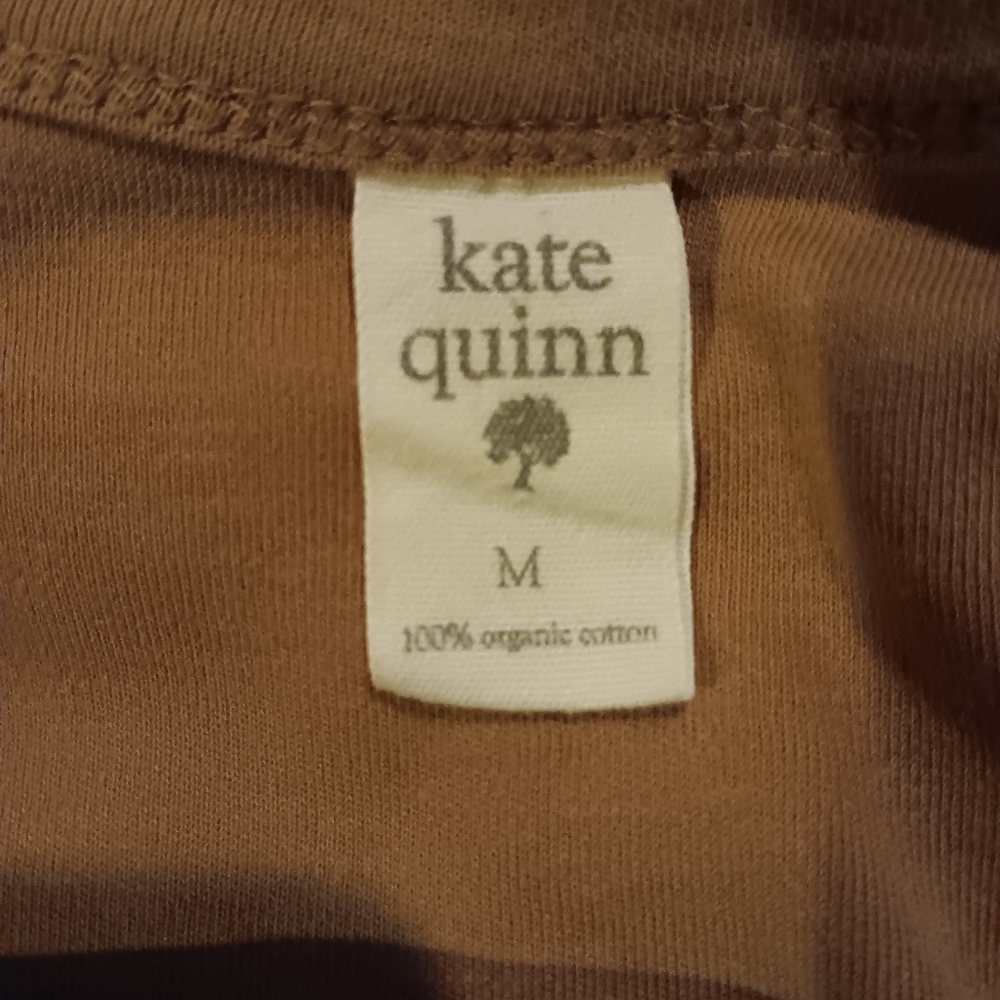 kate
quinn
M
100% organic cotton